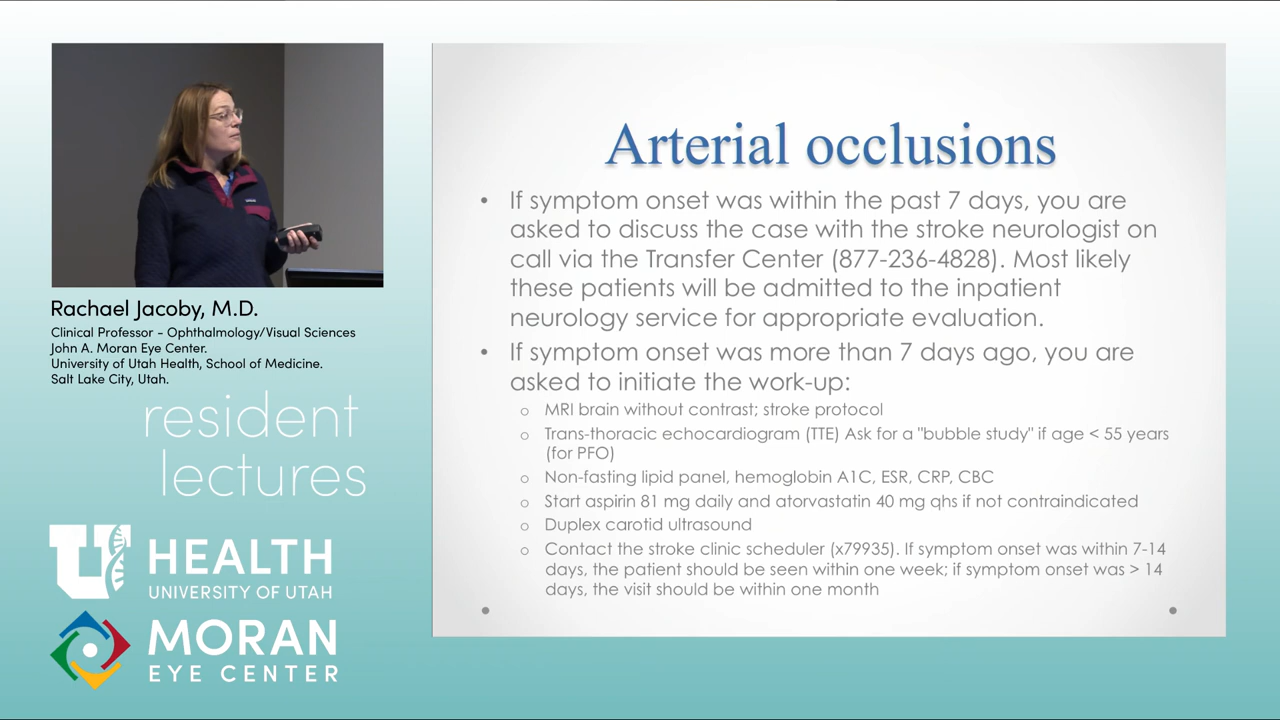 Rachael Jacoby, M.D.
Clinical Professor - Ophthalmology/Visual Sciences
John A. Moran Eye Center.
University of Utah Health, School of Medicine.
Salt Lake City, Utah.
resident
lectures
U HEALTH
UNIVERSITY OF UTAH
MORAN
EYE CENTER
Arterial occlusions
• If symptom onset was within the past 7 days, you are
asked to discuss the case with the stroke neurologist on
call via the Transfer Center (877-236-4828). Most likely
these patients will be admitted to the inpatient
neurology service for appropriate evaluation.
• If symptom onset was more than 7 days ago, you are
asked to initiate the work-up:
o MRI brain without contrast; stroke protocol
o Trans-thoracic echocardiogram (TTE) Ask for a "bubble study" if age < 55 years
(for PFO)
o Non-fasting lipid panel, hemoglobin A1C, ESR, CRP, CBC
o Start aspirin 81 mg daily and atorvastatin 40 mg qhs if not contraindicated
o Duplex carotid ultrasound
o Contact the stroke clinic scheduler (x79935). If symptom onset was within 7-14
days, the patient should be seen within one week; if symptom onset was > 14
days, the visit should be within one month